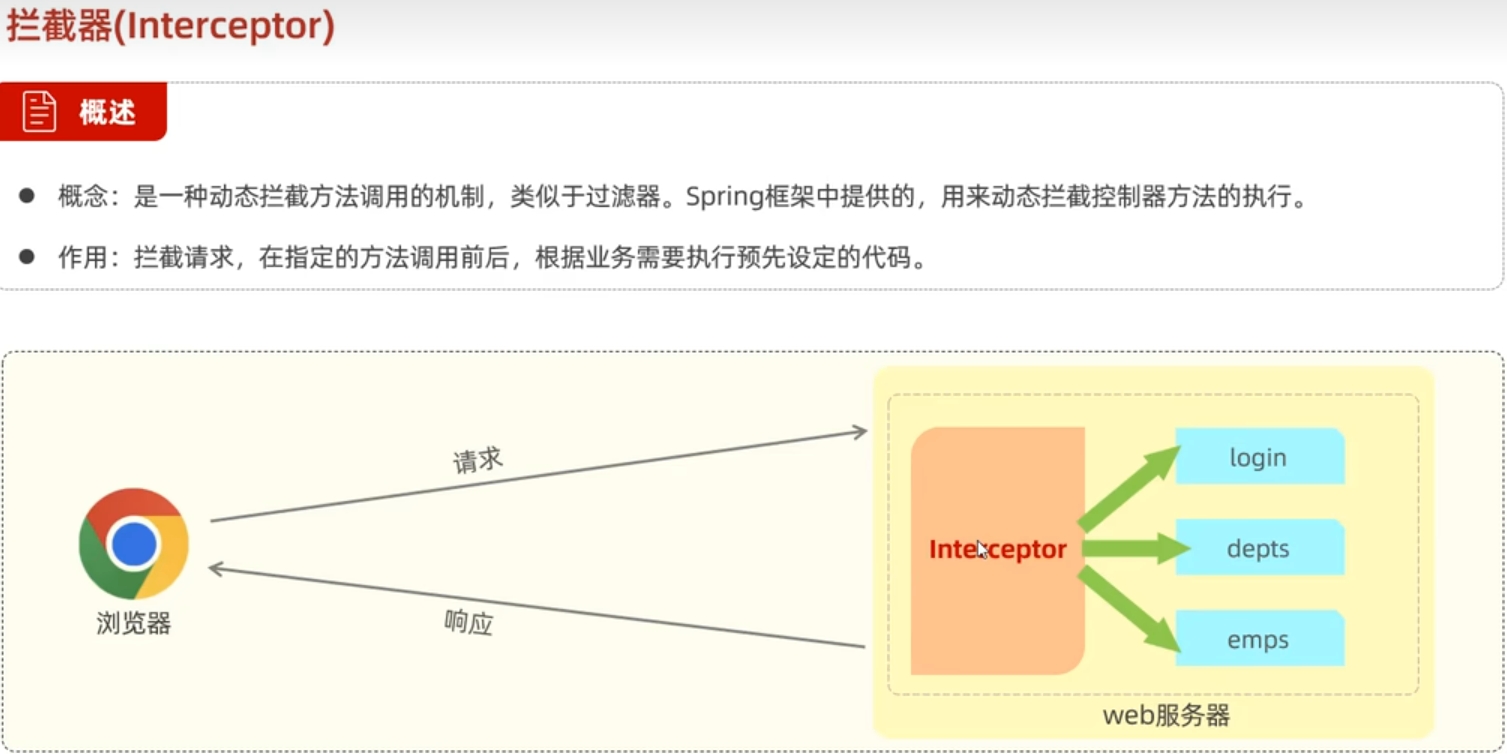 拦截器(Interceptor)
概述
概念：是一种动态拦截方法调用的机制，类似于过滤器。Spring框架中提供的，用来动态拦截控制器方法的执行。
作用：拦截请求，在指定的方法调用前后，根据业务需要执行预先设定的代码。
请求
login
Interceptor
depts
浏览器
响应
emps
web服务器